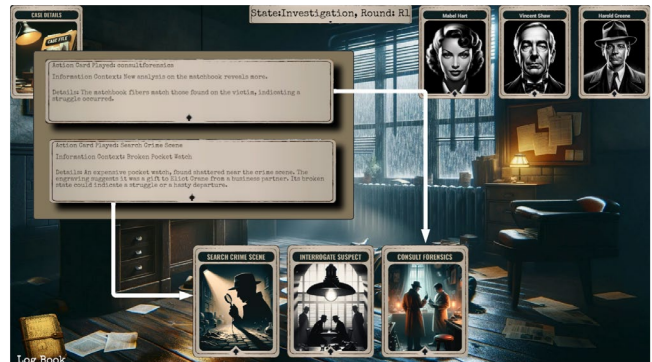 CASE DETAILS
CASE FILE
State:Investigation, Round: R1
Mabel Hart
Vincent Shaw
Harold Greene
Action Card Played: consultforensics
Information Context: New analysis on the matchbook reveals more.
Details: The matchbook fibers match those found on the victim, indicating a
struggle occurred.
Action Card Played: Search Crime Scene
Information Context: Broken Pocket Watch
Details: An expensive pocket watch, found shattered near the crime scene. The
engraving suggests it was a gift to Eliot Crane from a business partner. Its broken
state could indicate a struggle or a hasty departure.
SEARCH CRIME SCENE
INTERROGATE SUSPECT
CONSULT FORENSICS
Log Book